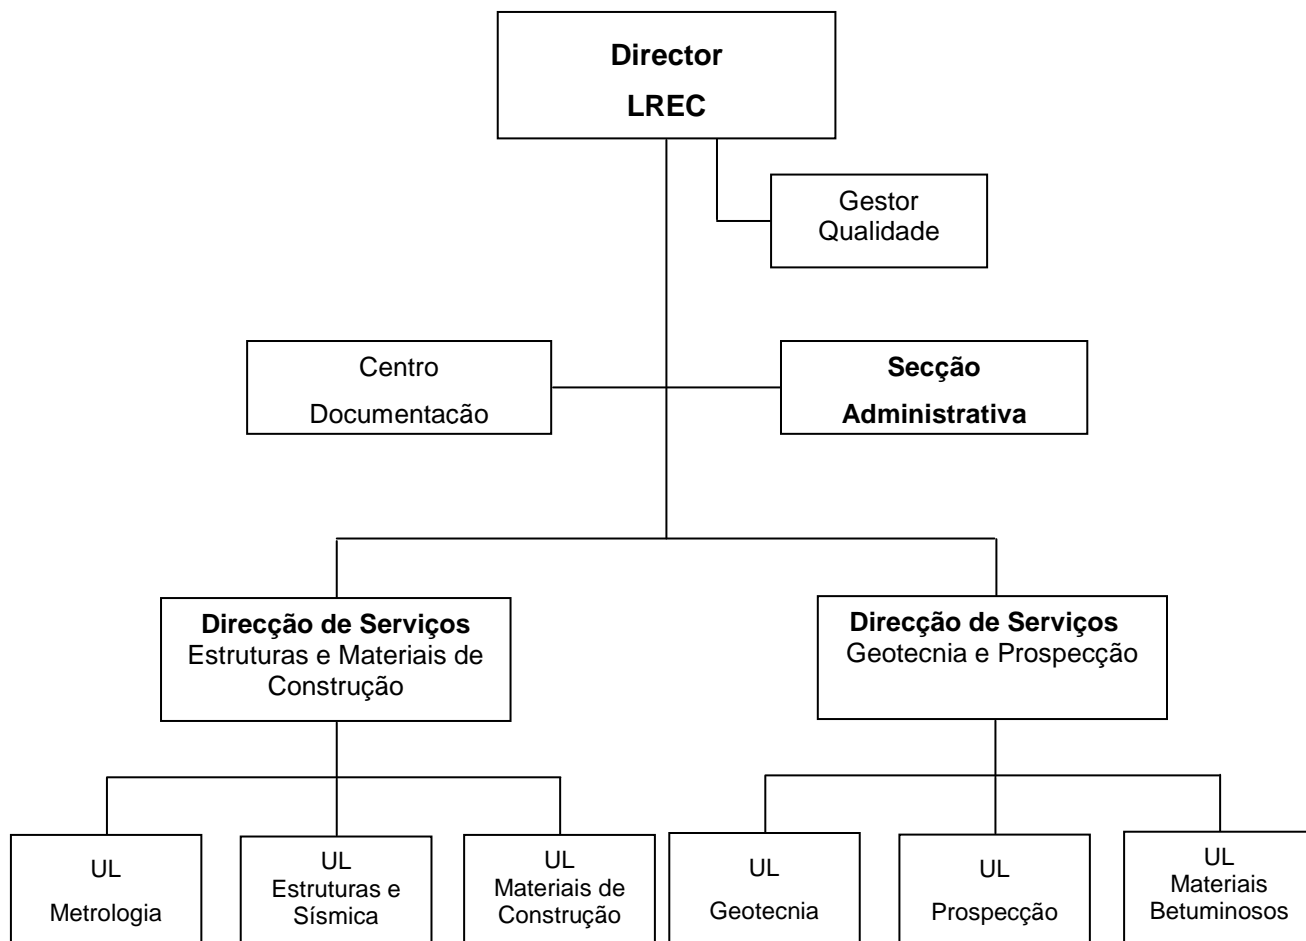 Director
LREC
Gestor
Qualidade
Centro
Documentacão
Secção
Administrativa
Direcção de Serviços
Estruturas e Materiais de
Construção
Direcção de Serviços
Geotecnia e Prospecção
UL
Metrologia
UL
Estruturas e
Sísmica
UL
Materiais de
Construção
UL
Geotecnia
UL
Prospecção
UL
Materiais
Betuminosos